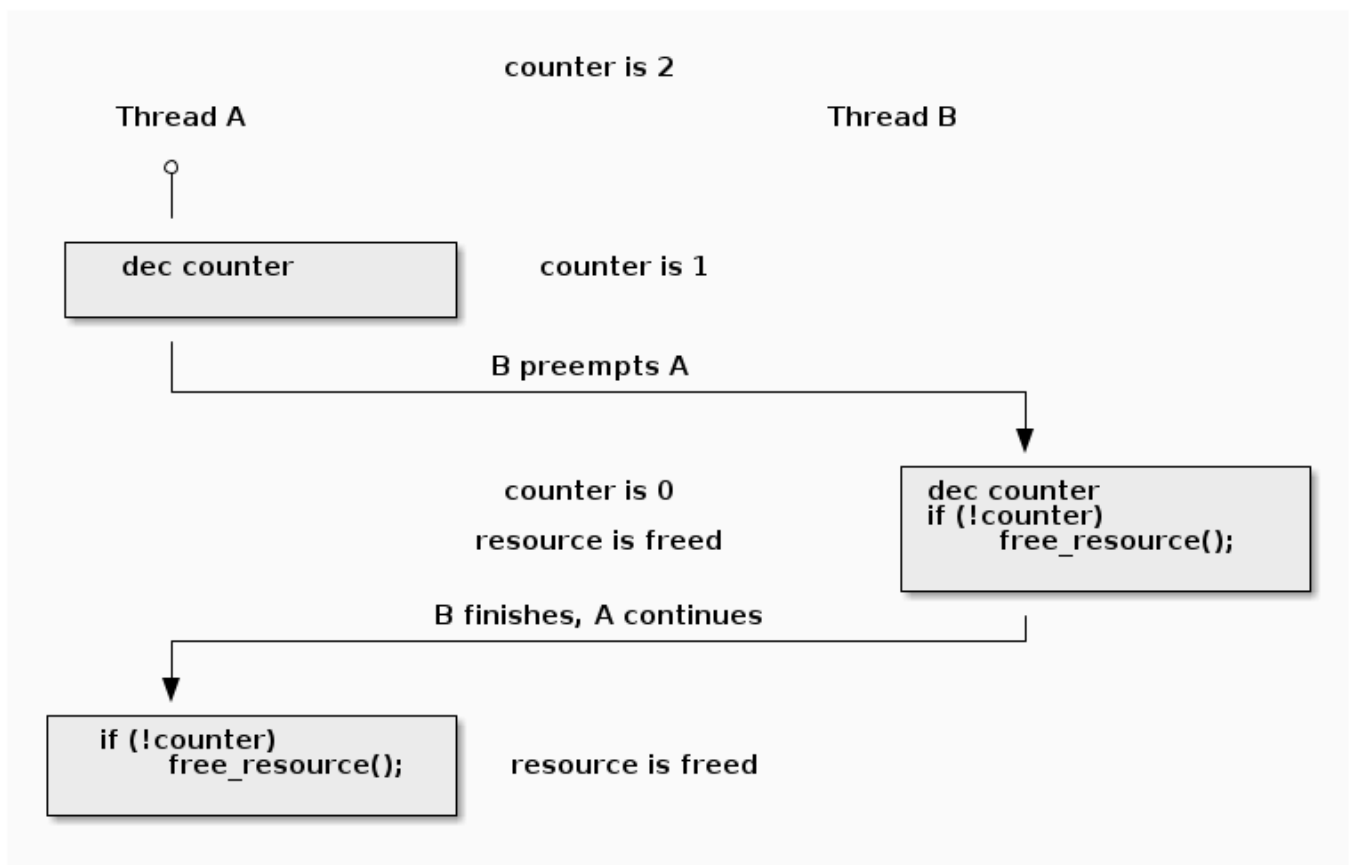 counter is 2
Thread A
Thread B
dec counter
counter is 1
B preempts A
counter is 0
resource is freed
dec counter
if (!counter)
free_resource();
B finishes, A continues
if (!counter)
free_resource();
resource is freed